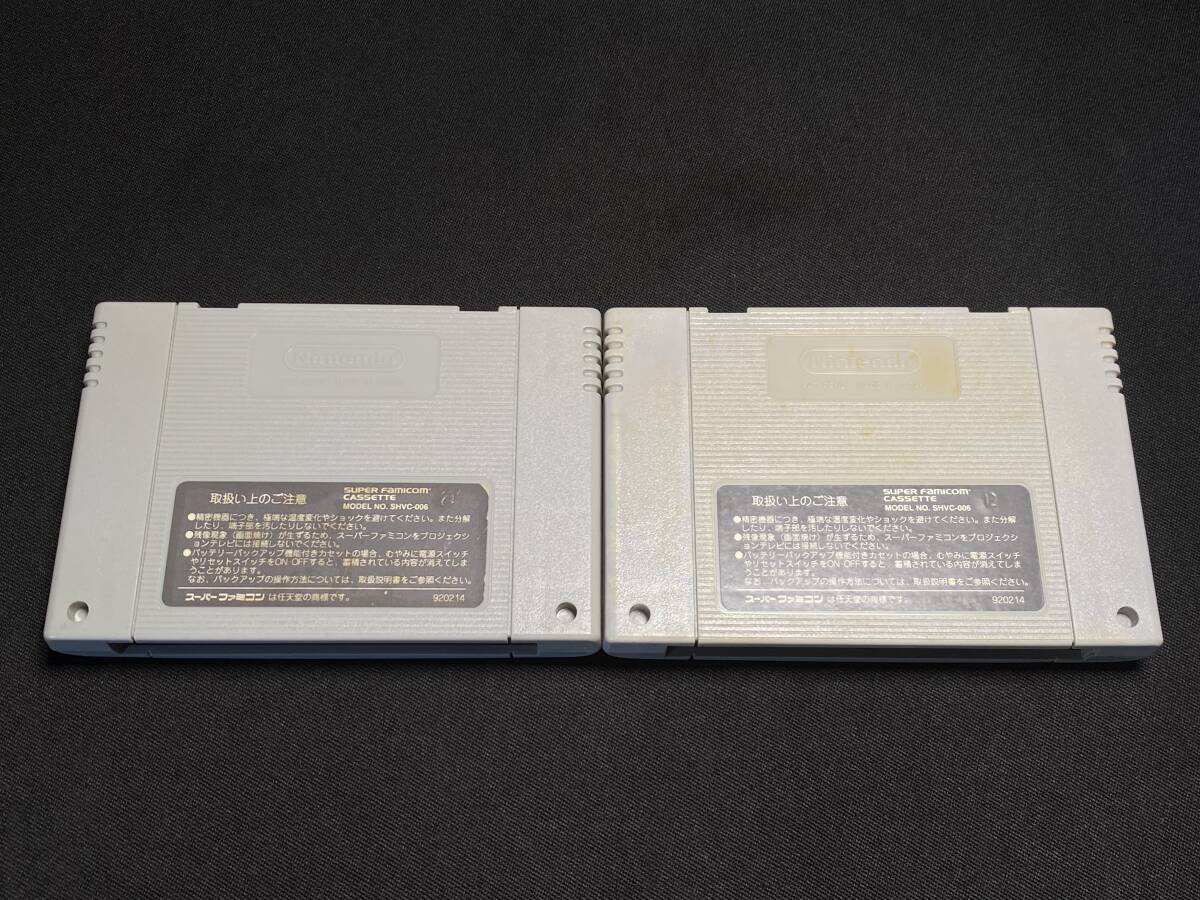 Nintendo
取扱い上のご注意
SUPER FAMICOM
CASSETTE
MODEL NO. SHVC-006
●精密機器につき、極端な温度変化やショックを避けてください。また分解
したり、端子部を汚したりしないでください。
●残像現象（画面焼け）が生ずるため、スーパーファミコンをプロジェクシ
ョンテレビには接続しないでください。
●バッテリーバックアップ機能付きカセットの場合、むやみに電源スイッチ
やリセットスイッチをON-OFFすると、蓄積されている内容が消えてしま
うことがあります。
なお、バックアップの操作方法については、取扱説明書をご参照ください。
スーパーファミコン は任天堂の商標です。
920214
Nintendo
取扱い上のご注意
SUPER FAMICOM
CASSETTE
MODEL NO. SHVC-006
●精密機器につき、極端な温度変化やショックを避けてください。また分解
したり、端子部を汚したりしないでください。
●残像現象（画面焼け）が生ずるため、スーパーファミコンをプロジェクシ
ョンテレビには接続しないでください。
●バッテリーバックアップ機能付きカセットの場合、むやみに電源スイッチ
やリセットスイッチをON-OFFすると、蓄積されている内容が消えてしま
うことがあります。
なお、バックアップの操作方法については、取扱説明書をご参照ください。
スーパーファミコン は任天堂の商標です。
920214